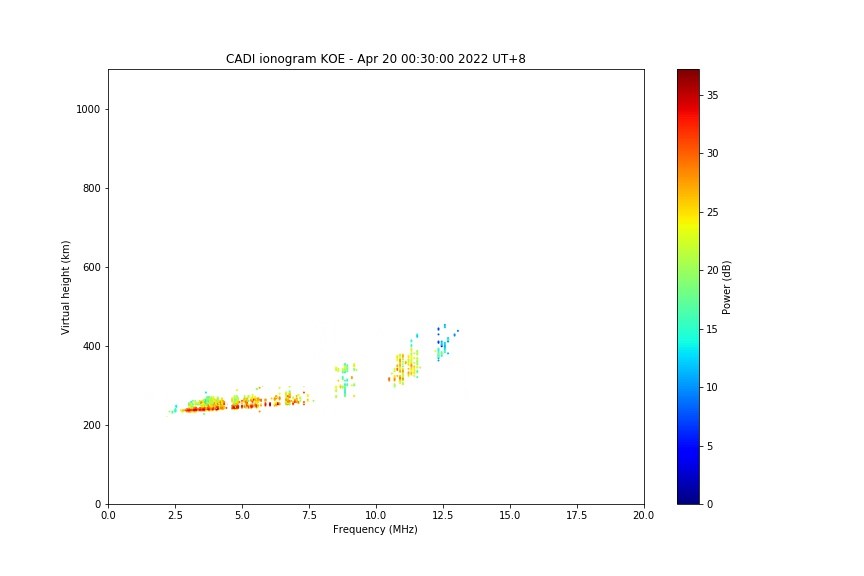 CADI ionogram KOE - Apr 20 00:30:00 2022 UT+8
Virtual height (km)
1000
800
600
400
200
0
0.0 2.5 5.0 7.5 10.0 12.5 15.0 17.5 20.0
Frequency (MHz)
35
30
25
20
15
10
5
0
Power (dB)